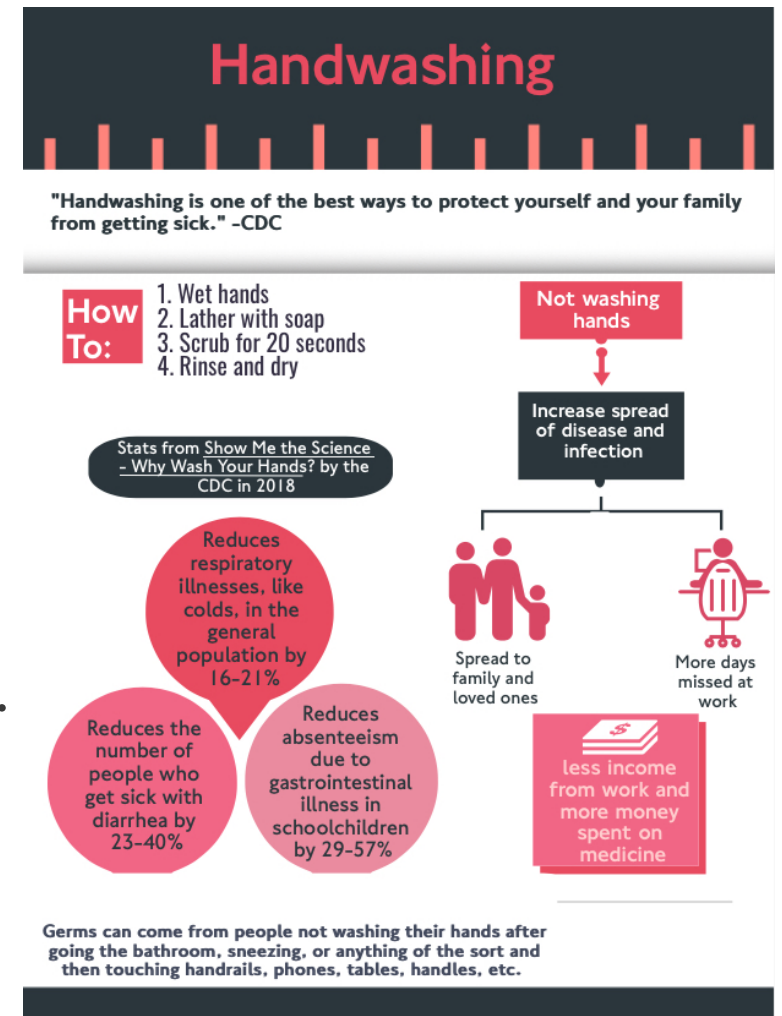 Handwashing
"Handwashing is one of the best ways to protect yourself and your family
from getting sick." -CDC
How
To:
1. Wet hands
2. Lather with soap
3. Scrub for 20 seconds
4. Rinse and dry
Not washing
hands
Increase spread
of disease and
infection
Stats from Show Me the Science
- Why Wash Your Hands? by the
CDC in 2018
Reduces
respiratory
illnesses, like
colds, in the
general
population by
16-21%
Reduces the
number of
people who
get sick with
diarrhea by
23-40%
Reduces
absenteeism
due to
gastrointestinal
illness in
schoolchildren
by 29-57%
Spread to
family and
loved ones
More days
missed at
work
$
less income
from work and
more money
spent on
medicine
Germs can come from people not washing their hands after
going the bathroom, sneezing, or anything of the sort and
then touching handrails, phones, tables, handles, etc.